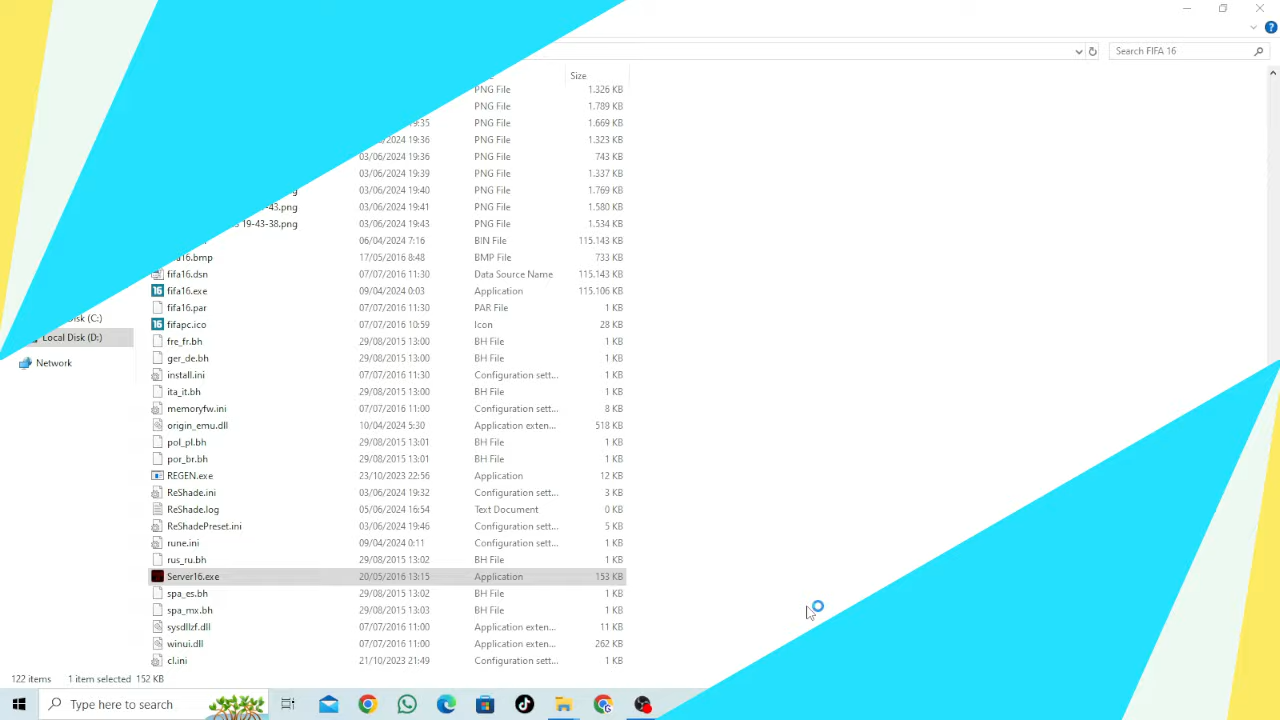 Search FIFA 16
Size
PNG File 1.326 KB
PNG File 1.789 KB
19:35 PNG File 1.669 KB
03/06/2024 19:36 PNG File 1.323 KB
03/06/2024 19:36 PNG File 743 KB
03/06/2024 19:39 PNG File 1.337 KB
03/06/2024 19:40 PNG File 1.769 KB
-43.png 03/06/2024 19:41 PNG File 1.580 KB
19-43-38.png 03/06/2024 19:43 PNG File 1.534 KB
06/04/2024 7:16 BIN File 115.143 KB
16.bmp 17/05/2016 8:48 BMP File 733 KB
fifa16.dsn 07/07/2016 11:30 Data Source Name 115.143 KB
fifa16.exe 09/04/2024 0:03 Application 115.106 KB
fifa16.par 07/07/2016 11:30 PAR File 1 KB
fifapc.ico 07/07/2016 10:59 Icon 28 KB
fre_fr.bh 29/08/2015 13:00 BH File 1 KB
ger_de.bh 29/08/2015 13:00 BH File 1 KB
install.ini 07/07/2016 11:30 Configuration sett... 1 KB
ita_it.bh 29/08/2015 13:00 BH File 1 KB
memoryfw.ini 07/07/2016 11:00 Configuration sett... 8 KB
origin_emu.dll 10/04/2024 5:30 Application exten... 518 KB
pol_pl.bh 29/08/2015 13:01 BH File 1 KB
por_br.bh 29/08/2015 13:01 BH File 1 KB
REGEN.exe 23/10/2023 22:56 Application 12 KB
ReShade.ini 03/06/2024 19:32 Configuration sett... 3 KB
ReShade.log 05/06/2024 16:54 Text Document 0 KB
ReShadePreset.ini 03/06/2024 19:46 Configuration sett... 5 KB
rune.ini 09/04/2024 0:11 Configuration sett... 1 KB
rus_ru.bh 29/08/2015 13:02 BH File 1 KB
Server16.exe 20/05/2016 13:15 Application 153 KB
spa_es.bh 29/08/2015 13:02 BH File 1 KB
spa_mx.bh 29/08/2015 13:03 BH File 1 KB
sysdllzf.dll 07/07/2016 11:00 Application exten... 11 KB
winui.dll 07/07/2016 11:00 Application exten... 262 KB
cl.ini 21/10/2023 21:49 Configuration sett... 1 KB
isk (C:)
Local Disk (D:)
Network
122 items 1 item selected 152 KB
Type here to search